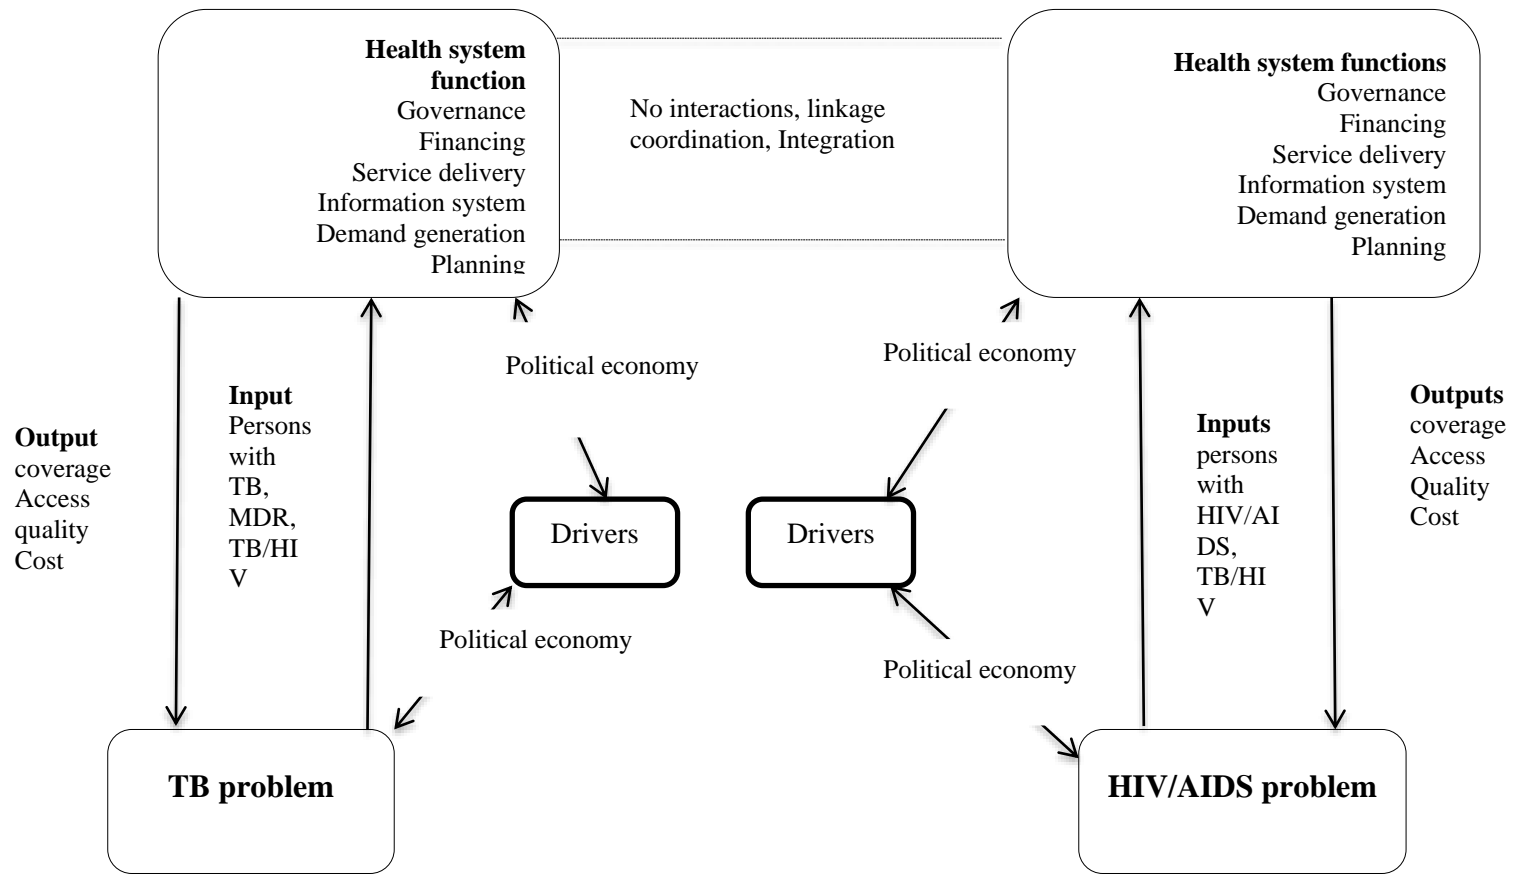 Health system
function
Governance
Financing
Service delivery
Information system
Demand generation
Planning
No interactions, linkage
coordination, Integration
Health system functions
Governance
Financing
Service delivery
Information system
Demand generation
Planning
Political economy
Political economy
Output
coverage
Access
quality
Cost
Input
Persons
with
TB,
MDR,
TB/HI
V
Inputs
persons
with
HIV/AI
DS,
TB/HI
V
Outputs
coverage
Access
Quality
Cost
Drivers
Drivers
Political economy
Political economy
TB problem
HIV/AIDS problem